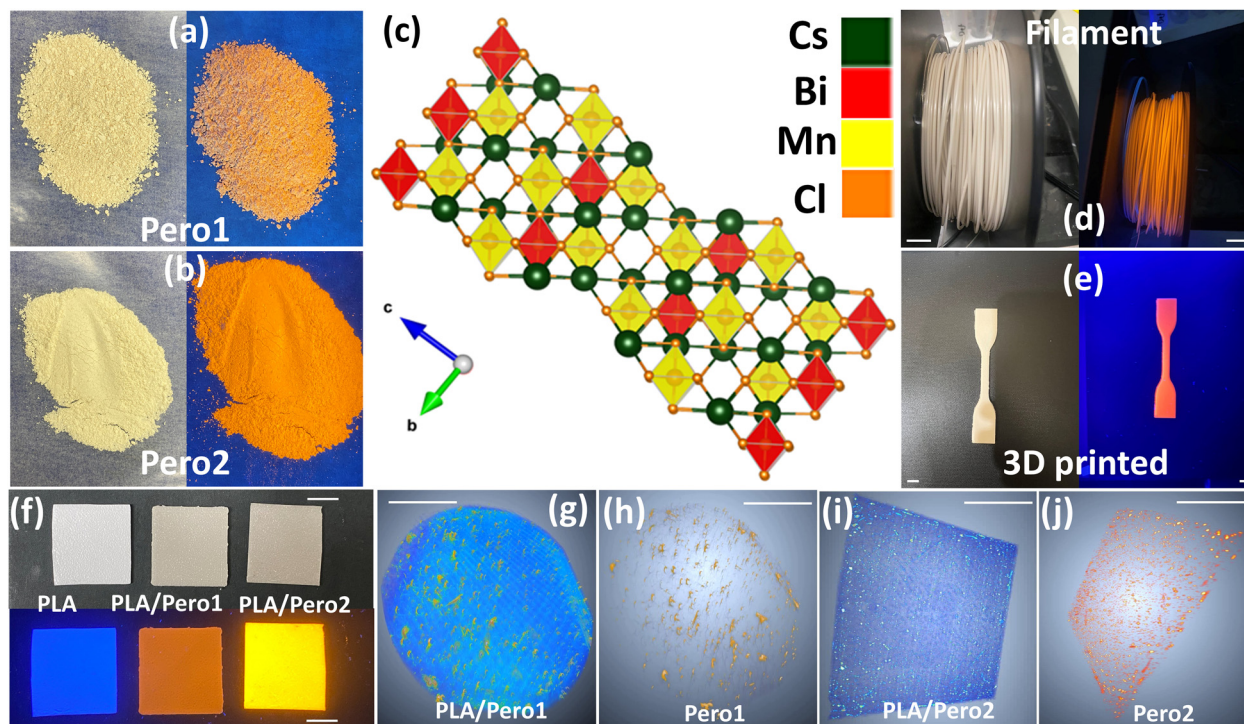 (a)
Pero1
(b)
Pero2
(c)
Cs
Bi
Mn
Cl
c
b
Filament
(d)
(e)
3D printed
(f)
PLA
PLA/Pero1
PLA/Pero2
(g)
PLA/Pero1
(h)
Pero1
(i)
PLA/Pero2
(j)
Pero2